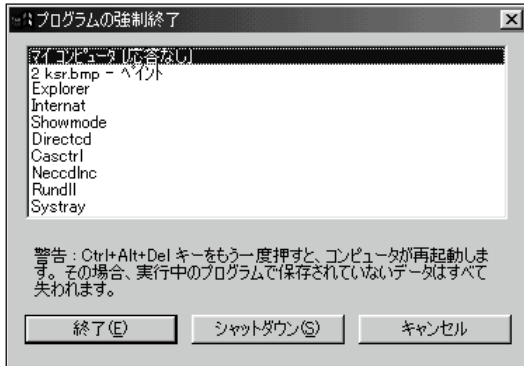 プログラムの強制終了
マイ コンピュータ [応答なし]
2 ksr.bmp - ペイント
Explorer
Internat
Showmode
Directcd
Casctrl
NeccdInc
Rundll
Systray
警告 : Ctrl+Alt+Del キーをもう一度押すと、コンピュータが再起動しま
す。その場合、実行中のプログラムで保存されていないデータはすべて
失われます。
終了(E)
シャットダウン(S)
キャンセル